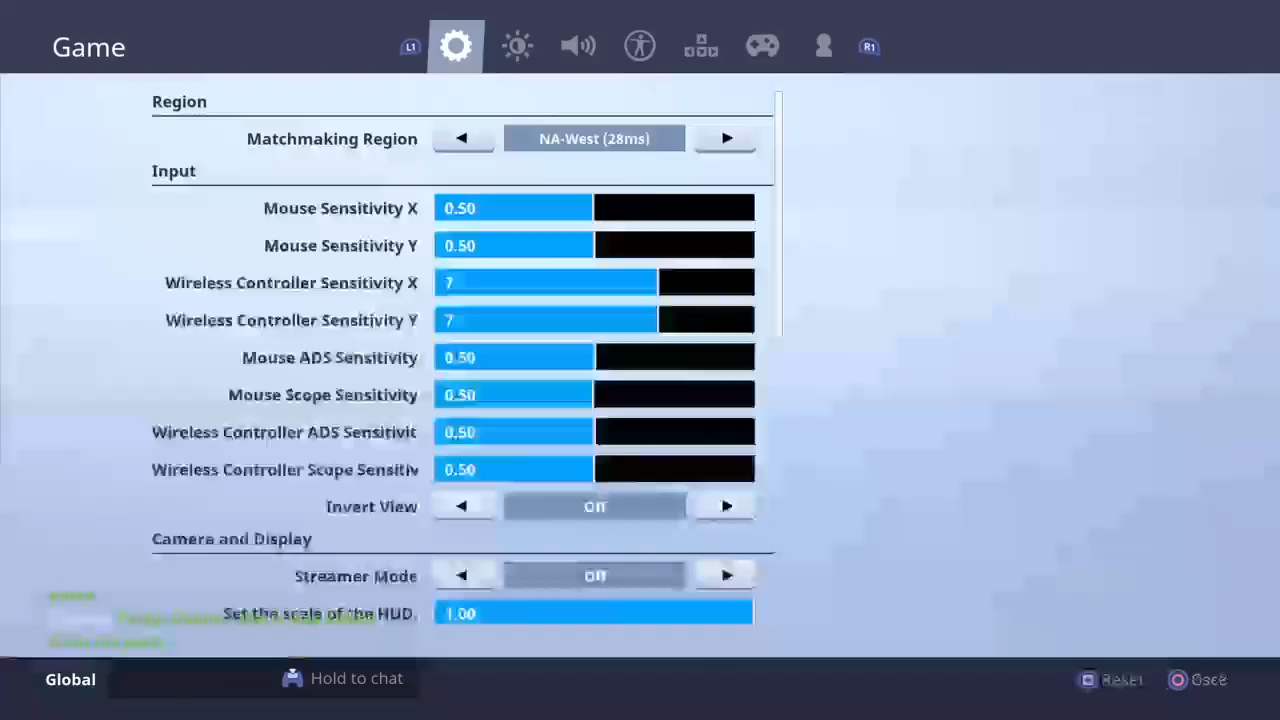 Game
L1
R1
Region
Matchmaking Region NA-West (28ms)
Input
Mouse Sensitivity X 0.50
Mouse Sensitivity Y 0.50
Wireless Controller Sensitivity X 7
Wireless Controller Sensitivity Y 7
Mouse ADS Sensitivity 0.50
Mouse Scope Sensitivity 0.50
Wireless Controller ADS Sensitivit 0.50
Wireless Controller Scope Sensitiv 0.50
Invert View Off
Camera and Display
Streamer Mode Off
Set the scale of the HUD. 1.00
Global
Hold to chat
Reset